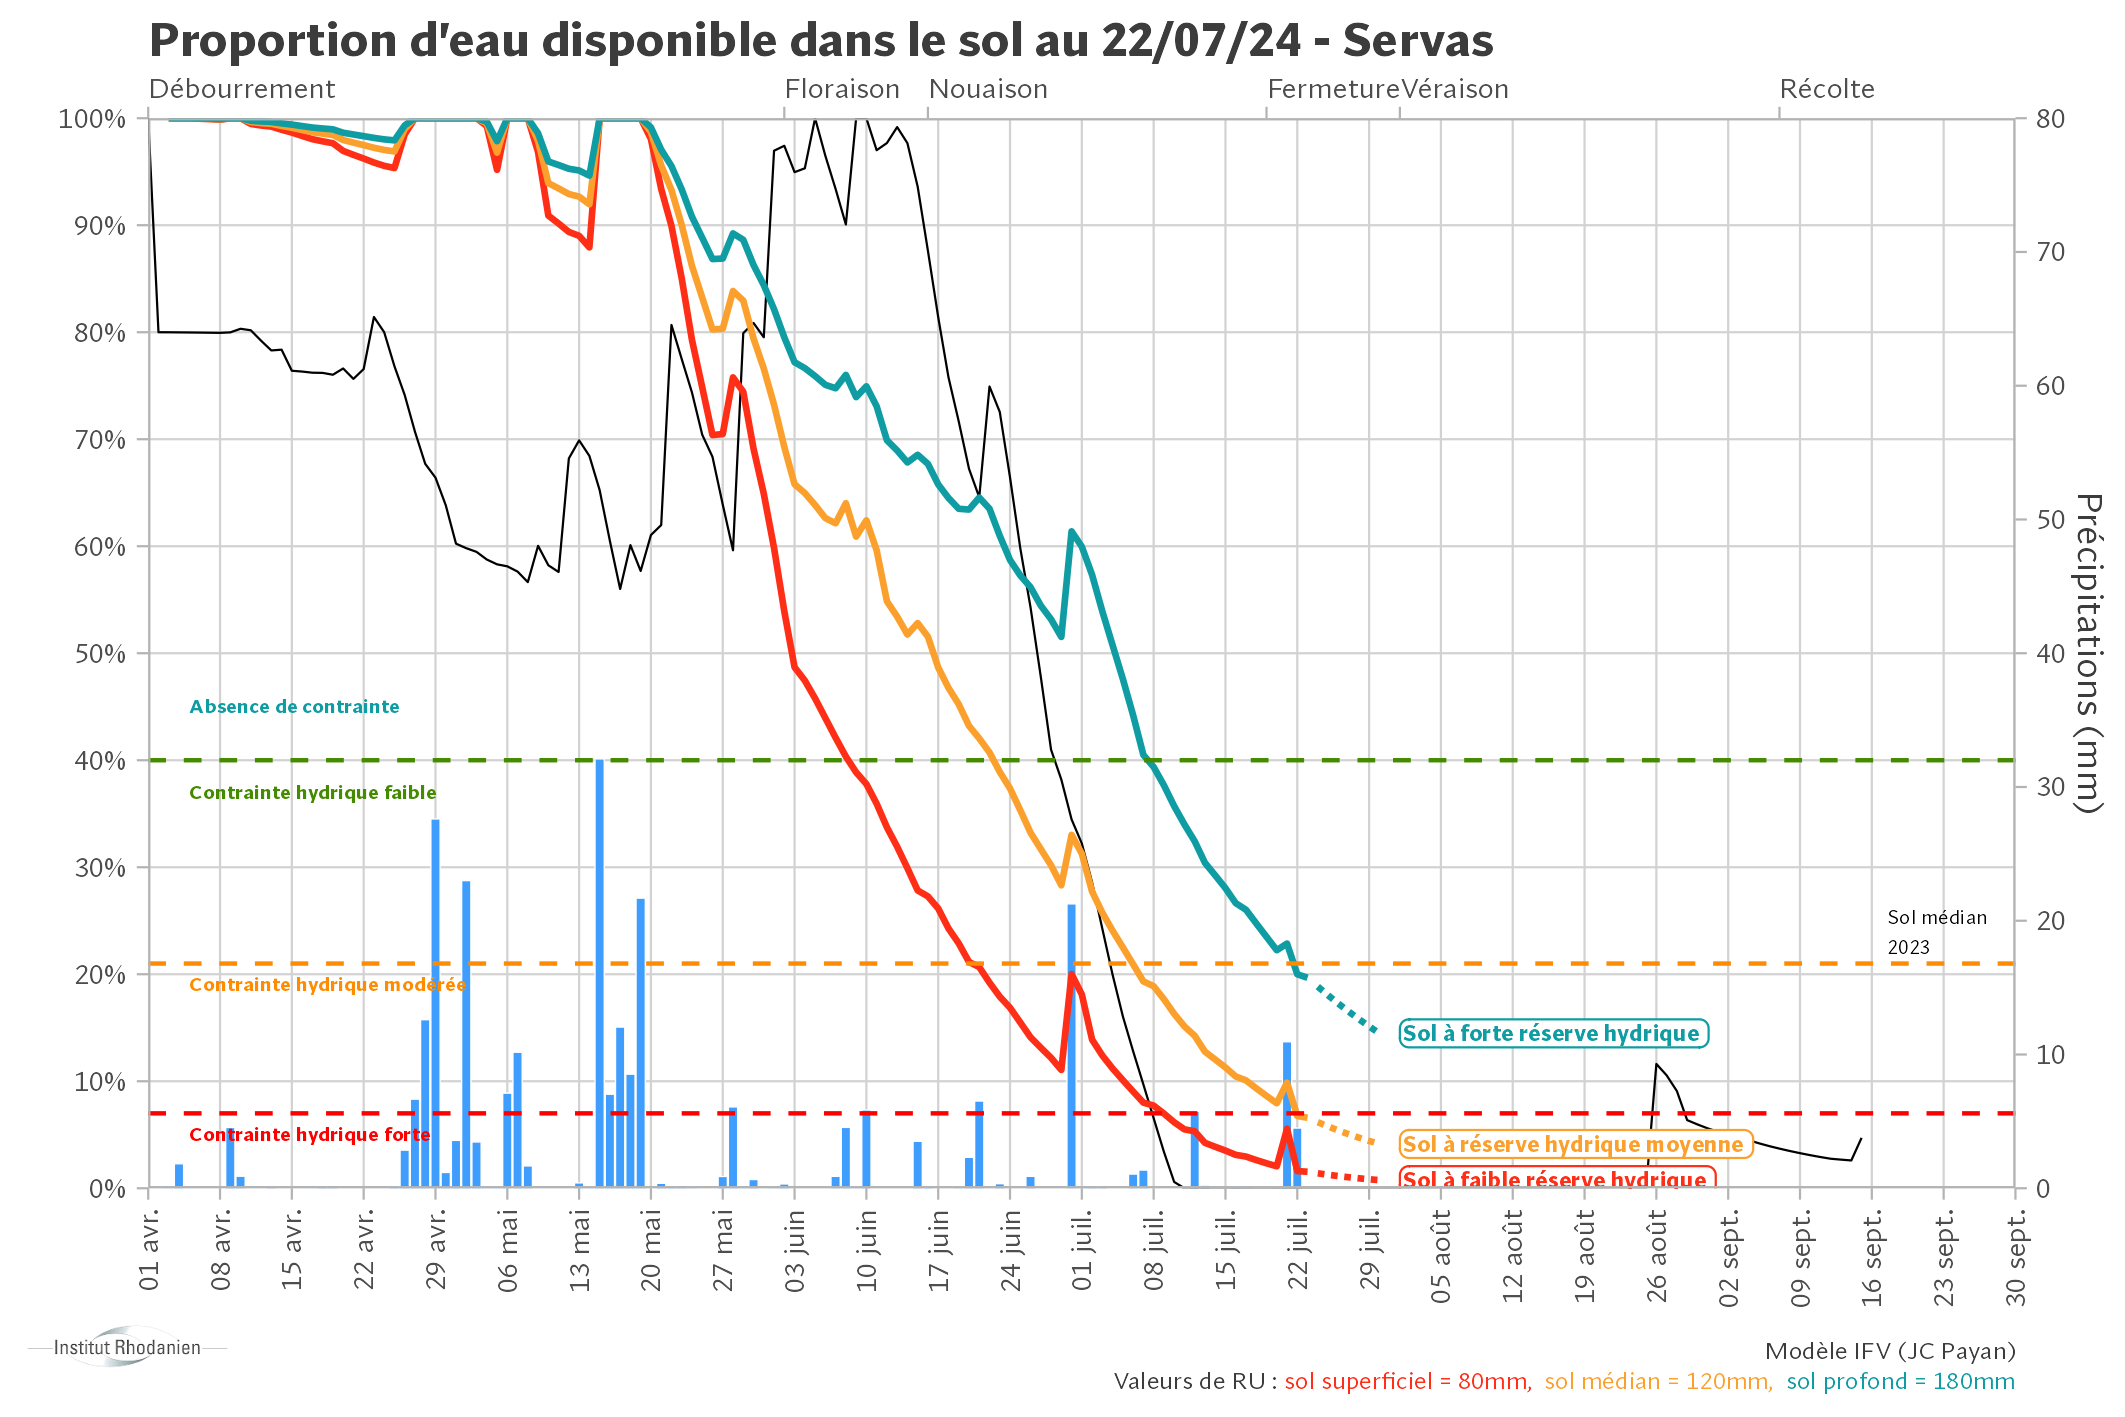 Proportion d'eau disponible dans le sol au 22/07/24 - Servas
Débourrement Floraison Nouaison Fermeture Véraison Récolte
100% 80
90%
70
80%
60
70%
60%
50
50% 40
Précipitations (mm)
Absence de contrainte
40%
Contrainte hydrique faible
30
30%
Sol médian
2023
20
20%
Contrainte hydrique modérée
Sol à forte réserve hydrique
10
10%
Contrainte hydrique forte
Sol à réserve hydrique moyenne
Sol à faible réserve hydrique
0% 0
01 avr. 08 avr. 15 avr. 22 avr. 29 avr. 06 mai 13 mai 20 mai 27 mai 03 juin 10 juin 17 juin 24 juin 01 juil. 08 juil. 15 juil. 22 juil. 29 juil. 05 août 12 août 19 août 26 août 02 sept. 09 sept. 16 sept. 23 sept. 30 sept.
Institut Rhodanien
Modèle IFV (JC Payan)
Valeurs de RU : sol superficiel = 80mm, sol médian = 120mm, sol profond = 180mm